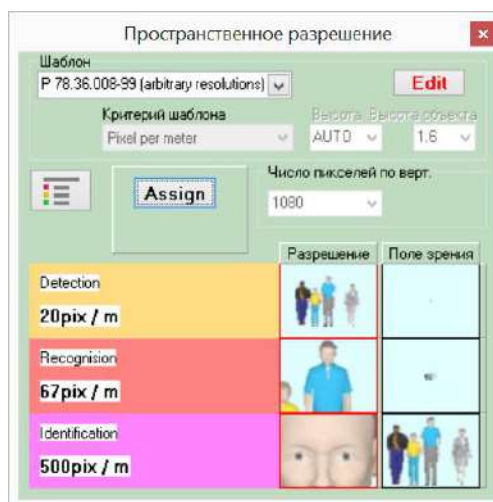 Пространственное разрешение
Шаблон
Р 78.36.008-99 (arbitrary resolutions)
Edit
Критерий шаблона
Высота
Высота объекта
Pixel per meter
AUTO
1.6
Assign
Число пикселей по верт.
1080
Разрешение
Поле зрения
Detection
20pix / m
Recognision
67pix / m
Identification
500pix / m